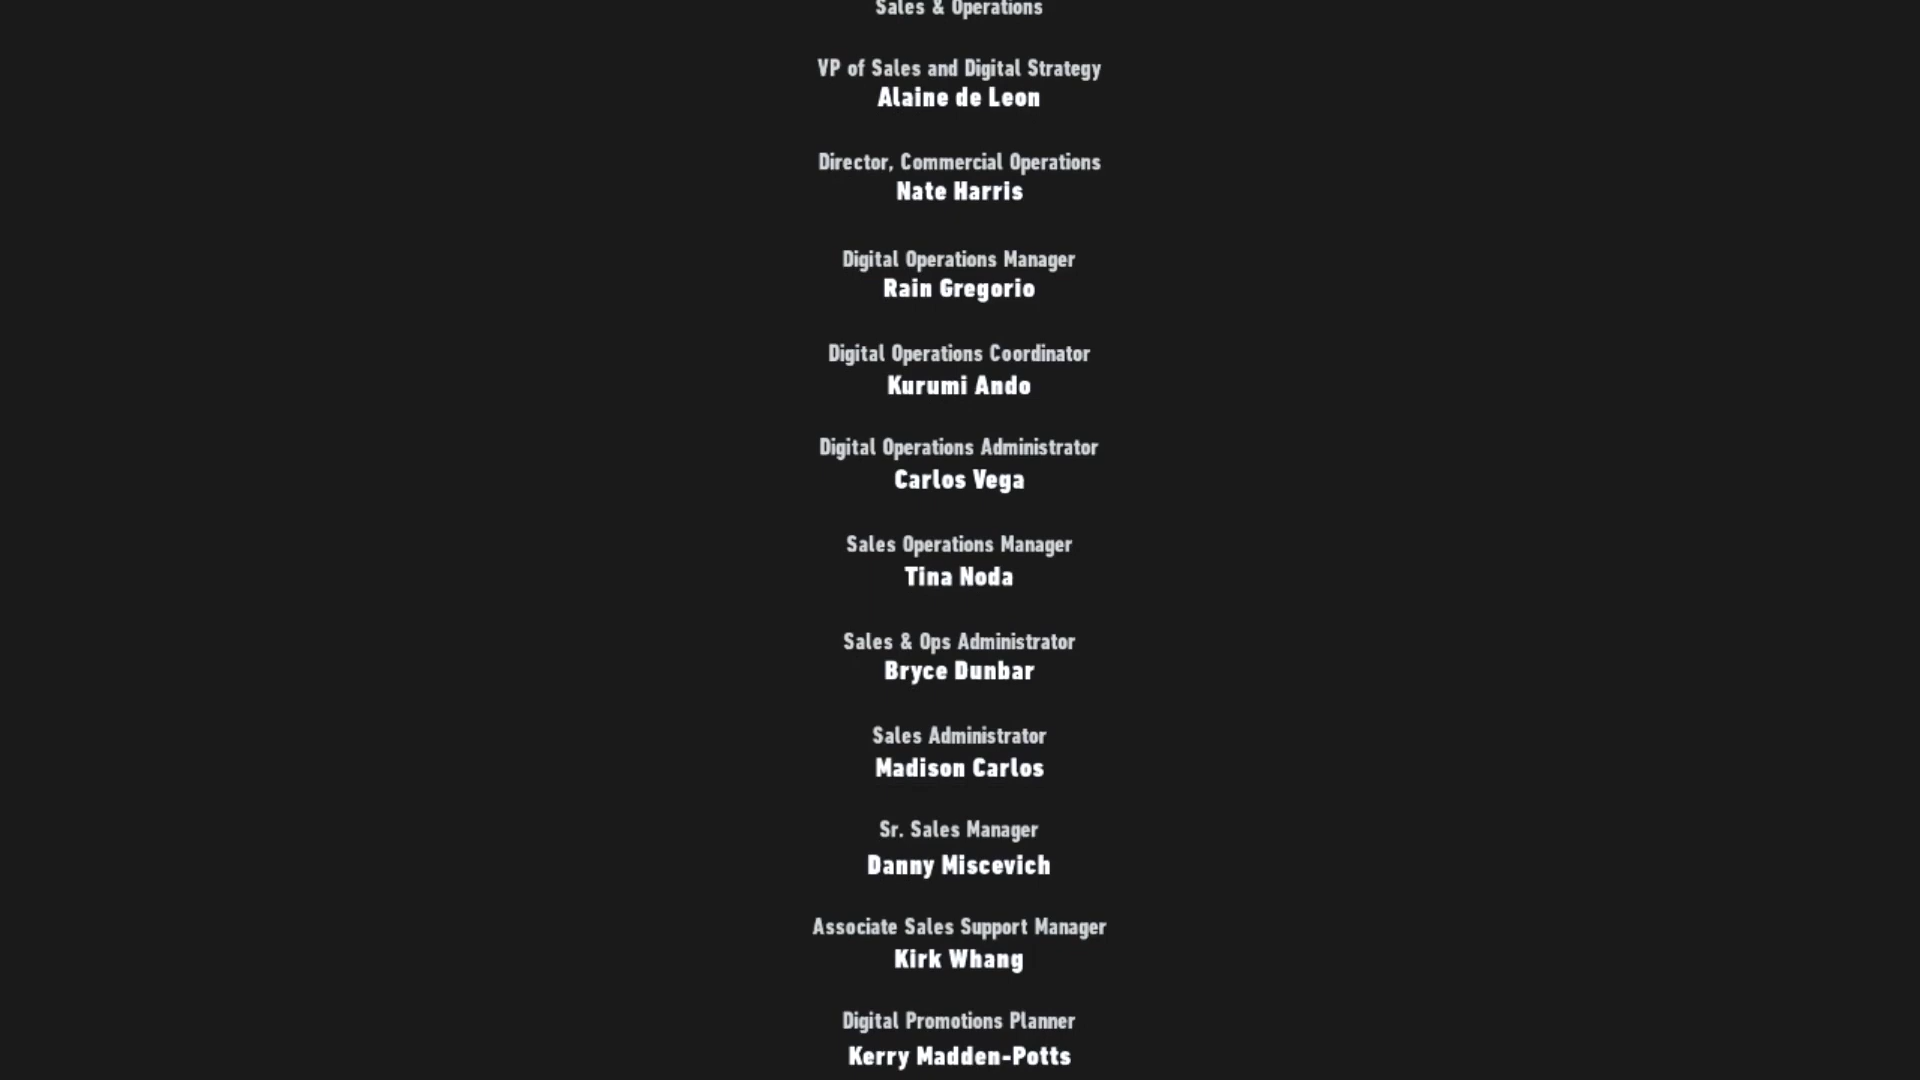 Sales & Operations
VP of Sales and Digital Strategy
Alaine de Leon
Director, Commercial Operations
Nate Harris
Digital Operations Manager
Rain Gregorio
Digital Operations Coordinator
Kurumi Ando
Digital Operations Administrator
Carlos Vega
Sales Operations Manager
Tina Noda
Sales & Ops Administrator
Bryce Dunbar
Sales Administrator
Madison Carlos
Sr. Sales Manager
Danny Miscevich
Associate Sales Support Manager
Kirk Whang
Digital Promotions Planner
Kerry Madden-Potts